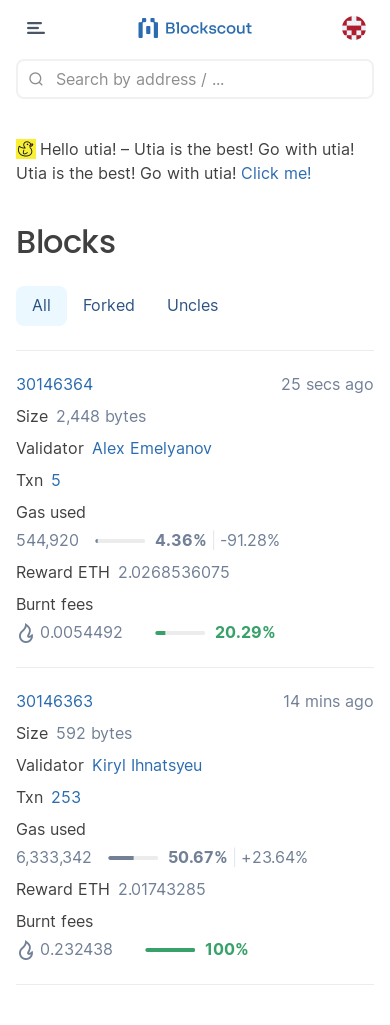 Blockscout
Search by address / ...
Hello utia! – Utia is the best! Go with utia!
Utia is the best! Go with utia! Click me!
Blocks
All Forked Uncles
30146364 25 secs ago
Size 2,448 bytes
Validator Alex Emelyanov
Txn 5
Gas used
544,920 4.36% -91.28%
Reward ETH 2.0268536075
Burnt fees
0.0054492 20.29%
30146363 14 mins ago
Size 592 bytes
Validator Kiryl Ihnatsyeu
Txn 253
Gas used
6,333,342 50.67% +23.64%
Reward ETH 2.01743285
Burnt fees
0.232438 100%